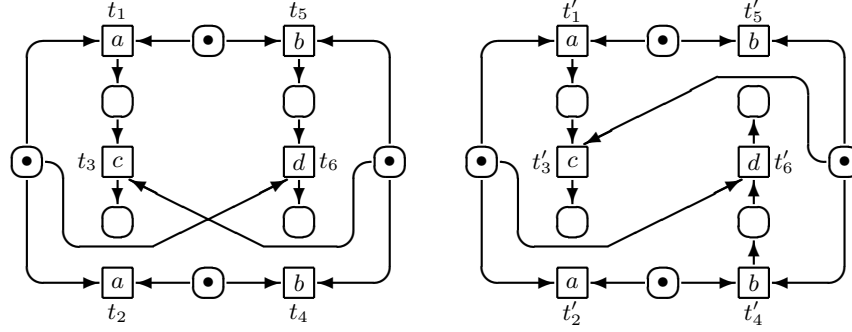 t₁ t₅ t′₁ t′₅
a b a b
t₃ c d t₆ t′₃ c d t′₆
a b a b
t₂ t₄ t′₂ t′₄